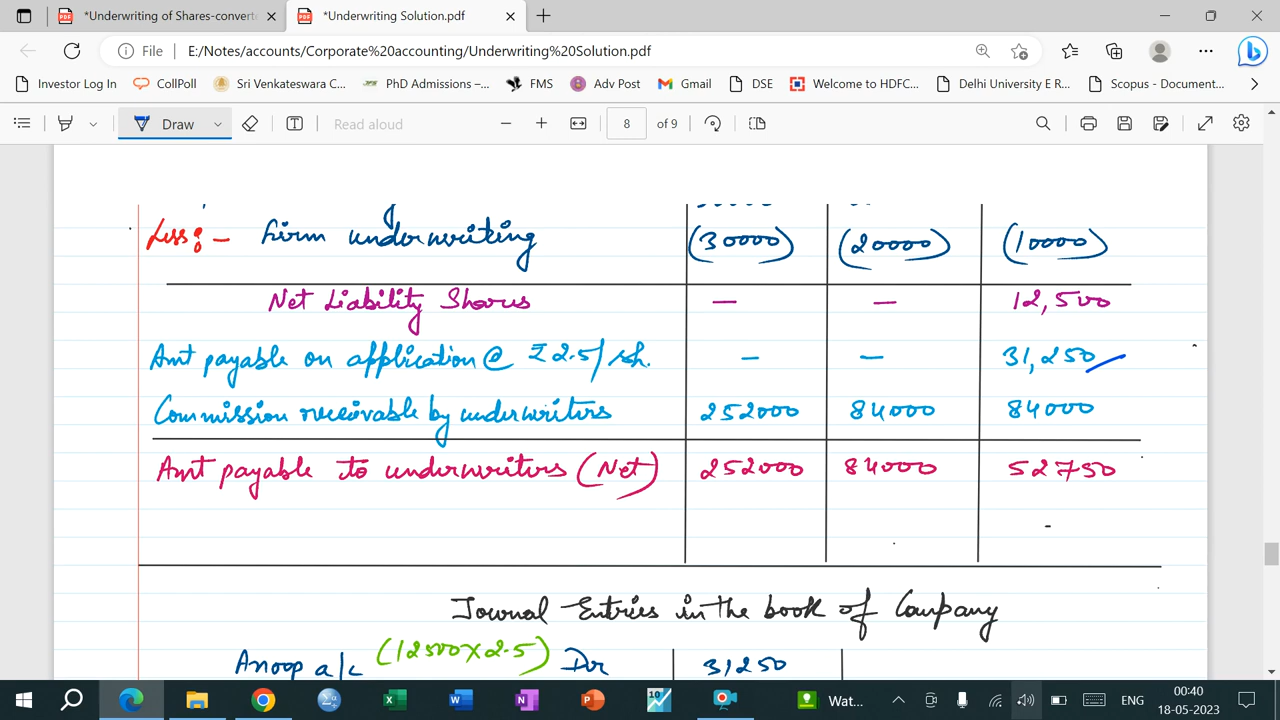 *Underwriting of Shares-converte
*Underwriting Solution.pdf
File E:/Notes/accounts/Corporate%20accounting/Underwriting%20Solution.pdf
Investor Log In CollPoll Sri Venkateswara C... PhD Admissions –... FMS Adv Post Gmail DSE Welcome to HDFC... Delhi University E R... Scopus - Document...
Draw Read aloud 8 of 9
Less:- Firm underwriting (30000) (20000) (10000)
Net Liability Shares — — 12,500
Amt payable on application @ ₹2.5/sh. — — 31,250
Commission receivable by underwriters 252000 84000 84000
Amt payable to underwriters (Net) 252000 84000 52750
Journal Entries in the book of Company
Anoop a/c (12500×2.5) Dr 31,250
Wat... ENG 00:40
18-05-2023